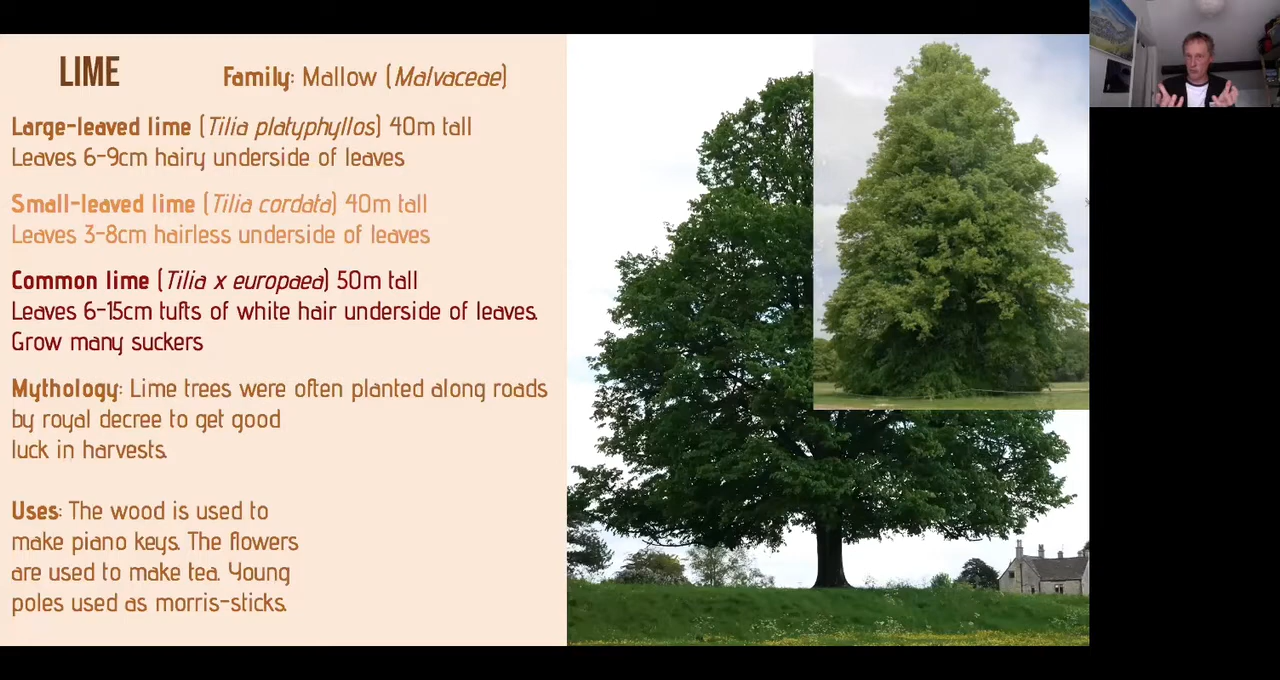 LIME
Family: Mallow (Malvaceae)
Large-leaved lime (Tilia platyphyllos) 40m tall
Leaves 6-9cm hairy underside of leaves
Small-leaved lime (Tilia cordata) 40m tall
Leaves 3-8cm hairless underside of leaves
Common lime (Tilia x europaea) 50m tall
Leaves 6-15cm tufts of white hair underside of leaves.
Grow many suckers
Mythology: Lime trees were often planted along roads
by royal decree to get good
luck in harvests.
Uses: The wood is used to
make piano keys. The flowers
are used to make tea. Young
poles used as morris-sticks.